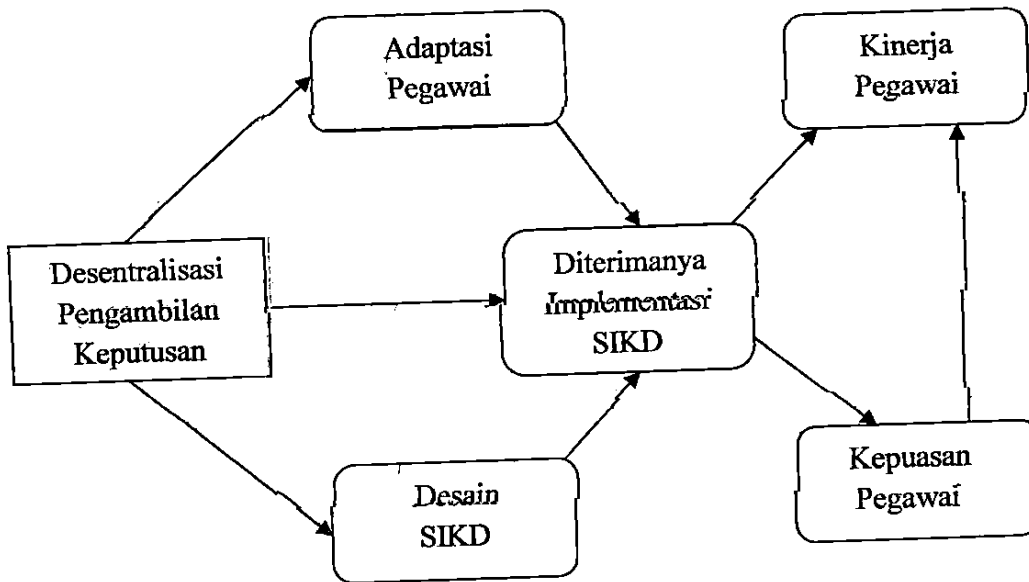 Adaptasi
Pegawai
Kinerja
Pegawai
Desentralisasi
Pengambilan
Keputusan
Diterimanya
Implementasi
SIKD
Desain
SIKD
Kepuasan
Pegawai